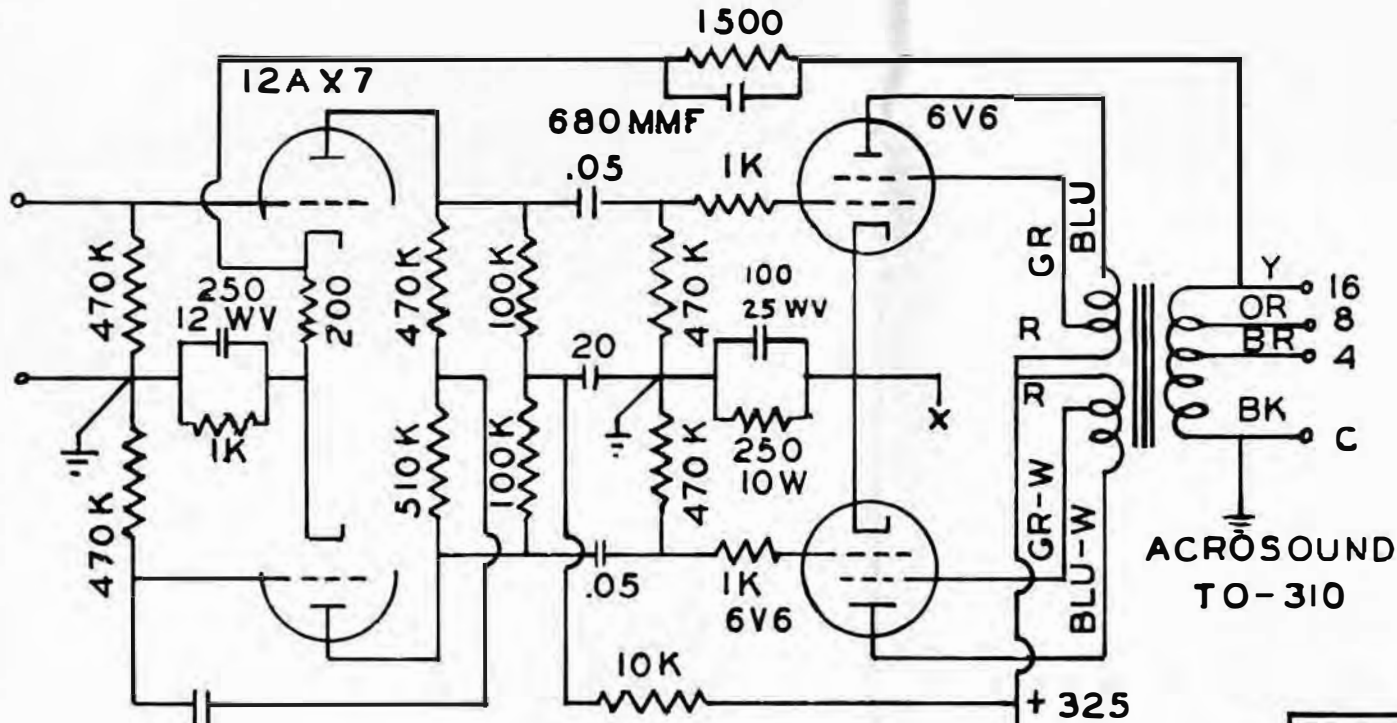 1500
12AX7
680 MMF
6V6
.05
1K
GR
BLU
470K
250
12 WV
200
470K
100K
470K
100
25 WV
Y
16
OR
8
BR
4
R
20
R
BK
C
X
1K
470K
510K
100K
470K
250
10W
GR-W
BLU-W
.05
1K
6V6
ACROSOUND
TO-310
10K
+ 325